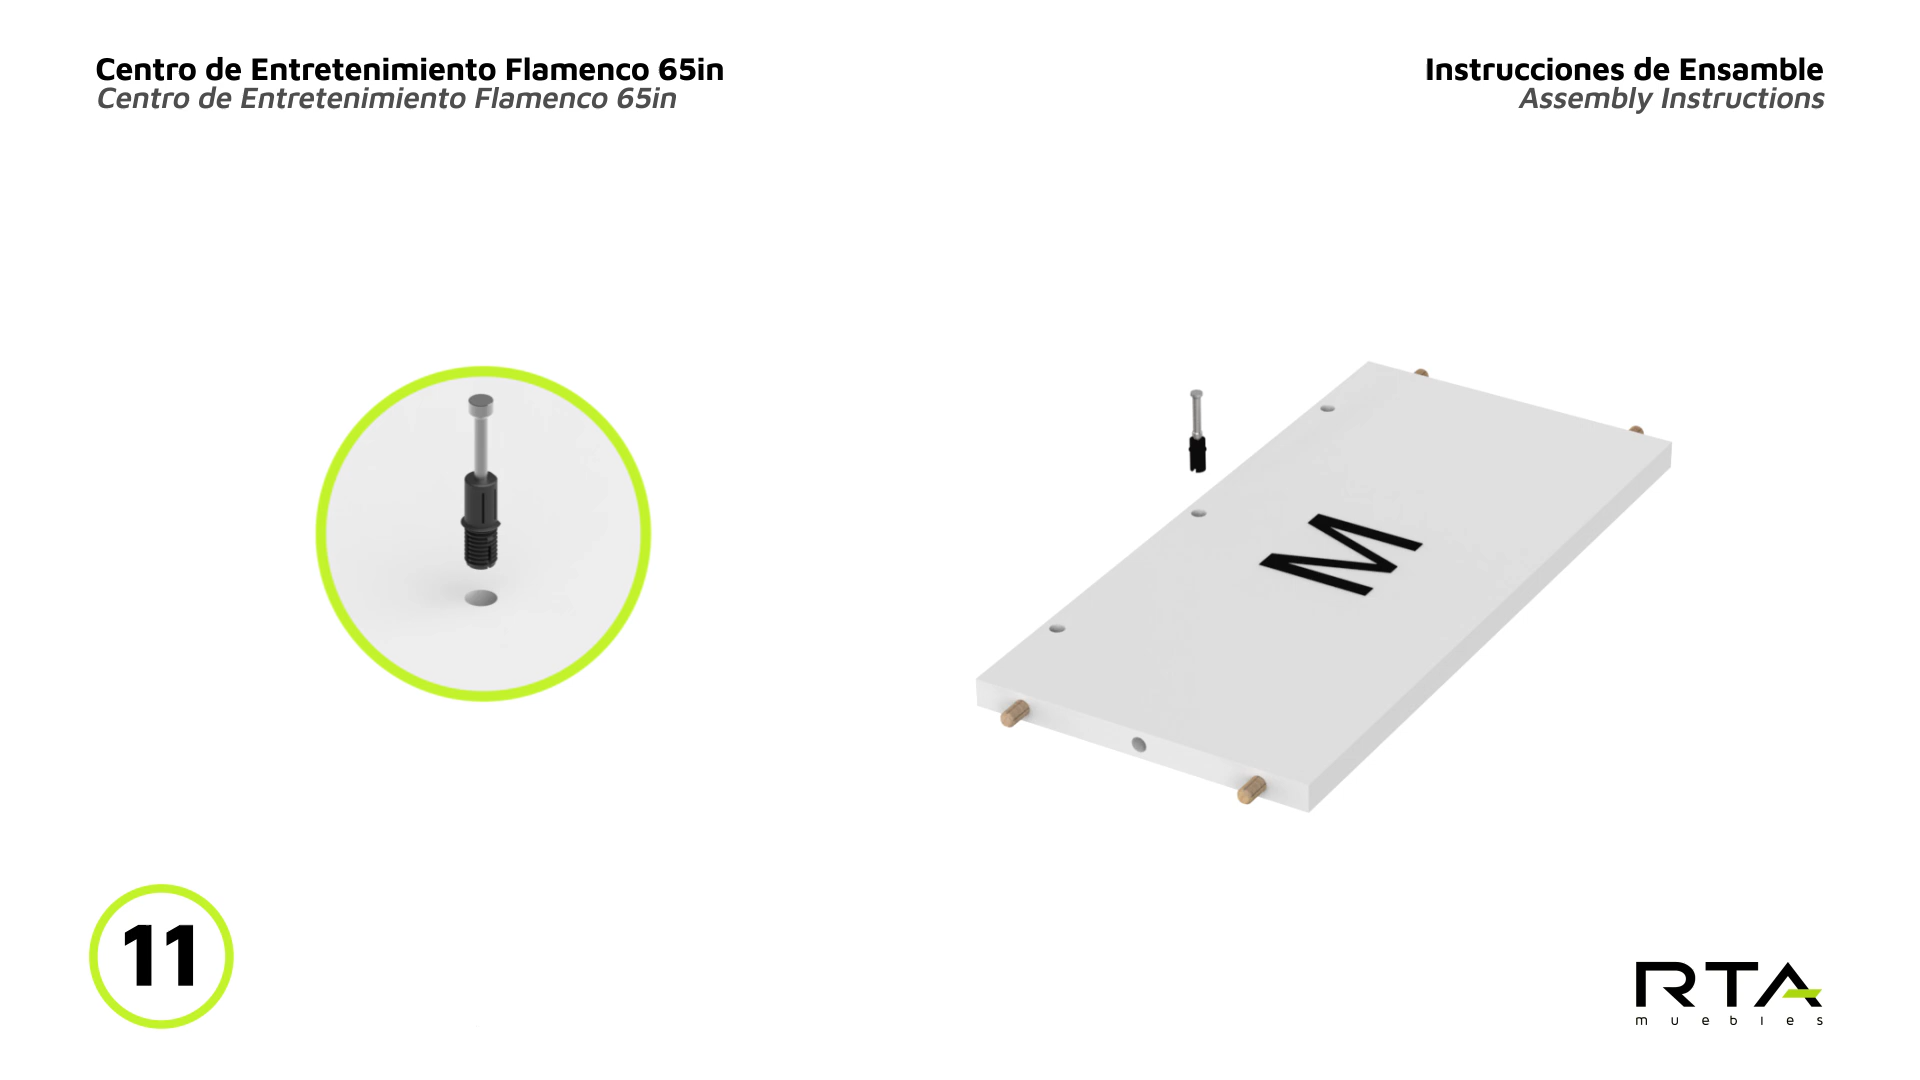 Centro de Entretenimiento Flamenco 65in
Centro de Entretenimiento Flamenco 65in
Instrucciones de Ensamble
Assembly Instructions
M
11
RTA
muebles